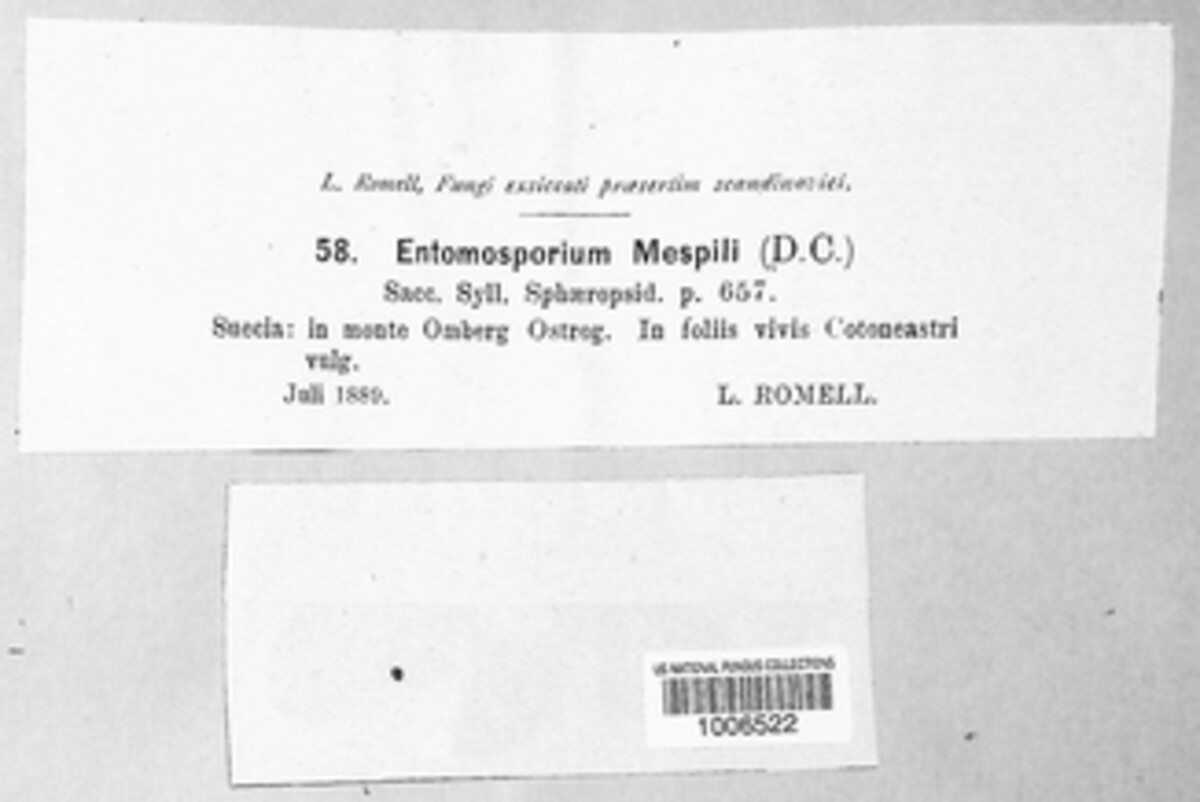 L. Romell, Fungi exsiccati præsertim scandinavici.
58. Entomosporium Mespili (D.C.)
Sacc. Syll. Sphæropsid. p. 657.
Suecia: in monte Omberg Ostrog. In foliis vivis Cotoneastri
vulg.
Juli 1889. L. ROMELL.
US NATIONAL FUNGUS COLLECTIONS
1006522